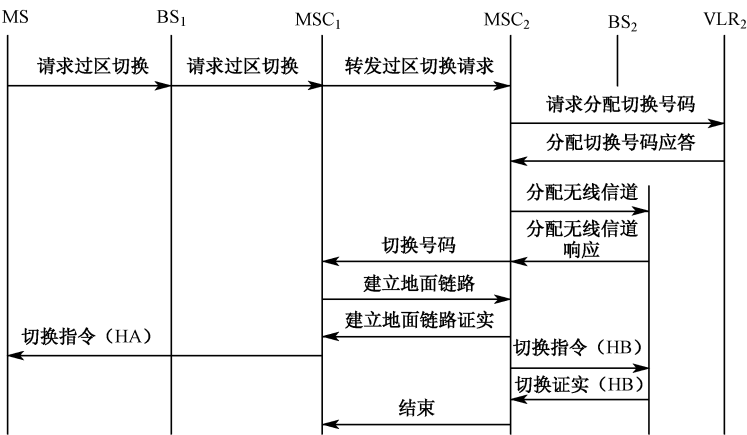 MS BS1 MSC1 MSC2 BS2 VLR2
请求过区切换 请求过区切换 转发过区切换请求
请求分配切换号码
分配切换号码应答
分配无线信道
切换号码 分配无线信道
响应
建立地面链路
建立地面链路证实
切换指令（HA）
切换指令（HB）
切换证实（HB）
结束